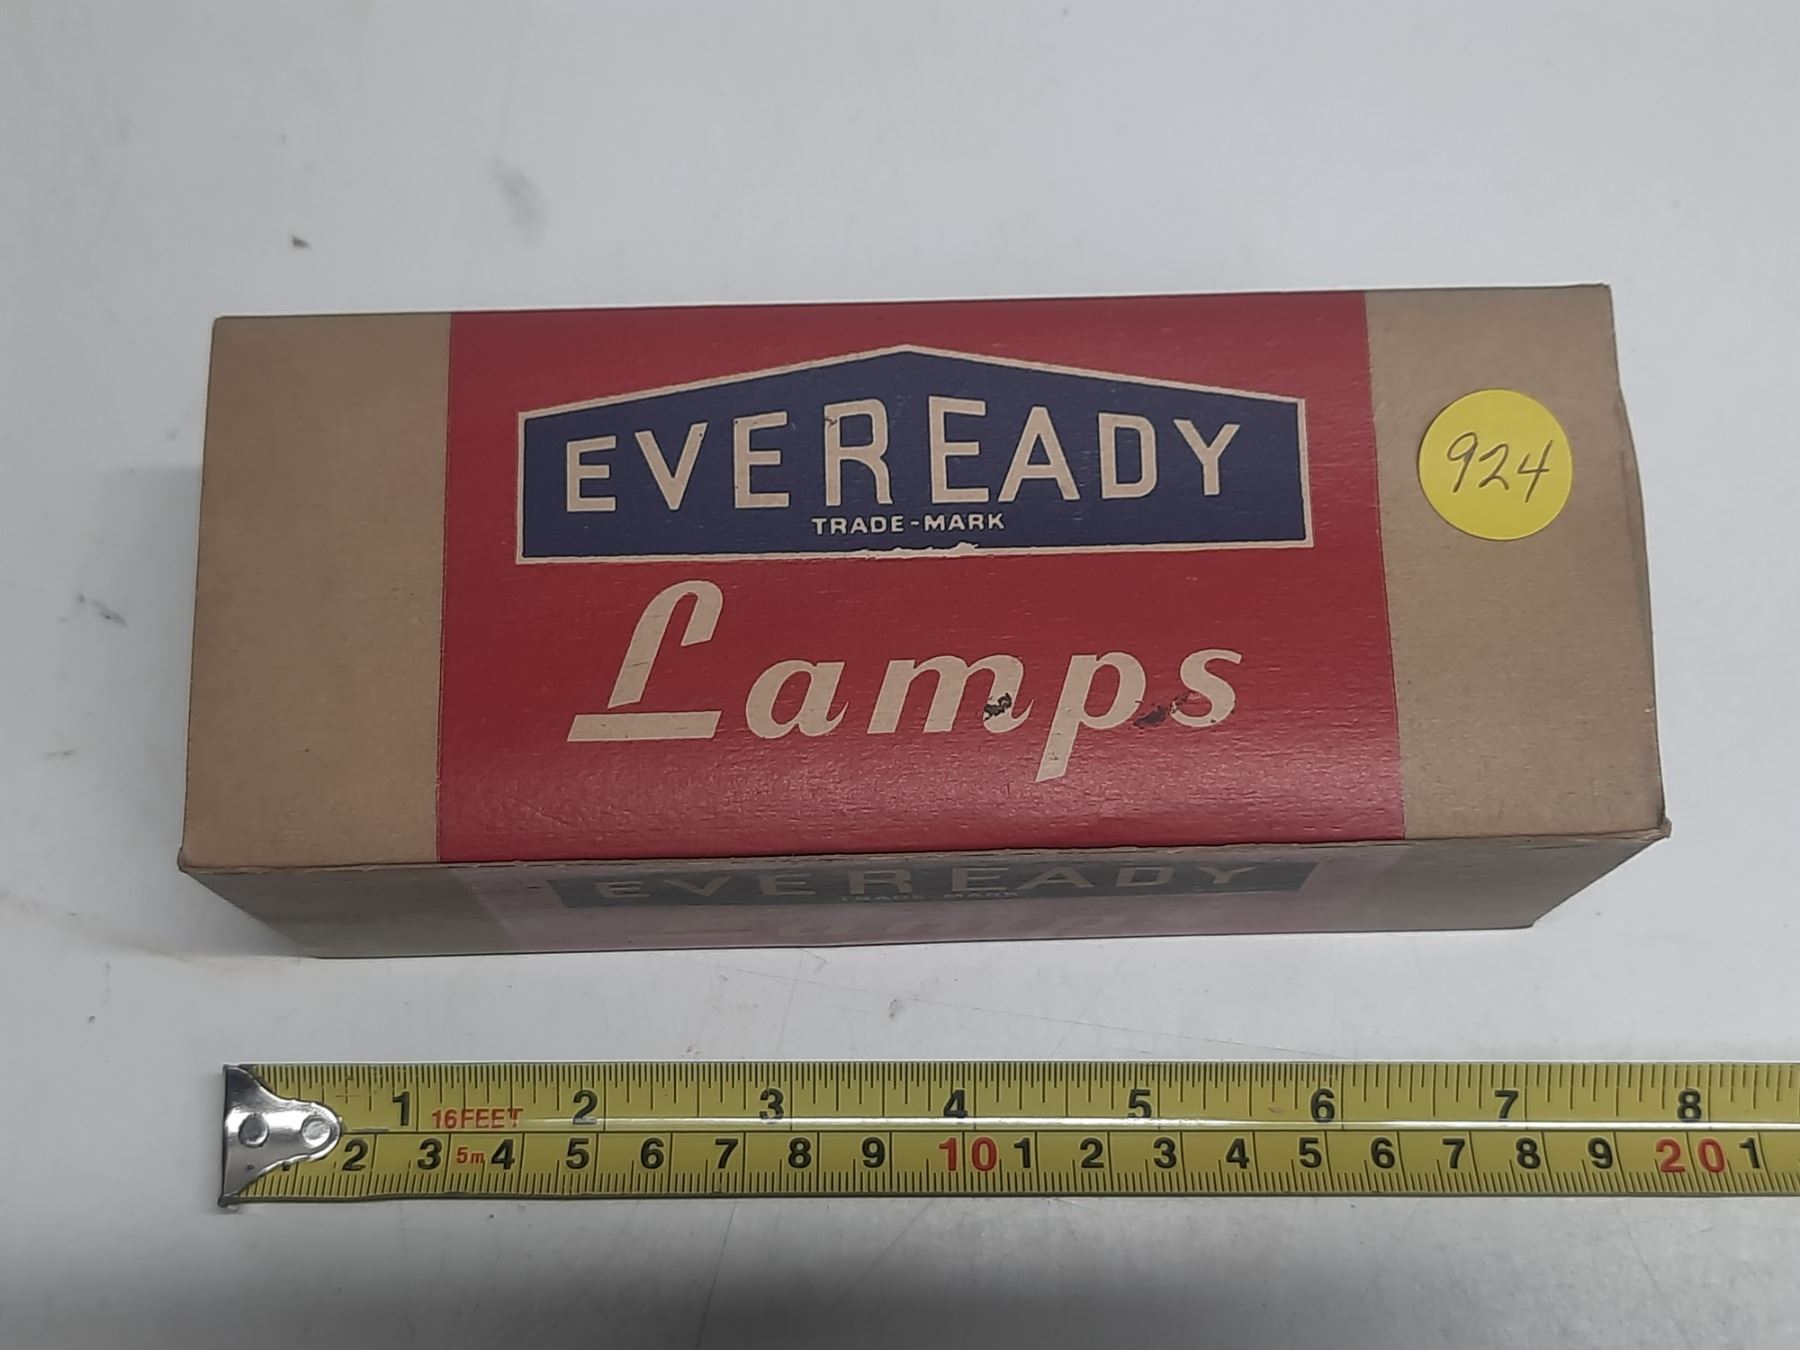 EVEREADY
TRADE-MARK
924
Lamps
EVEREADY
TRADE-MARK
Lamps
1 16FEET 2 3 4 5 6 7 8
1 2 3 5m 4 5 6 7 8 9 10 1 2 3 4 5 6 7 8 9 20 1